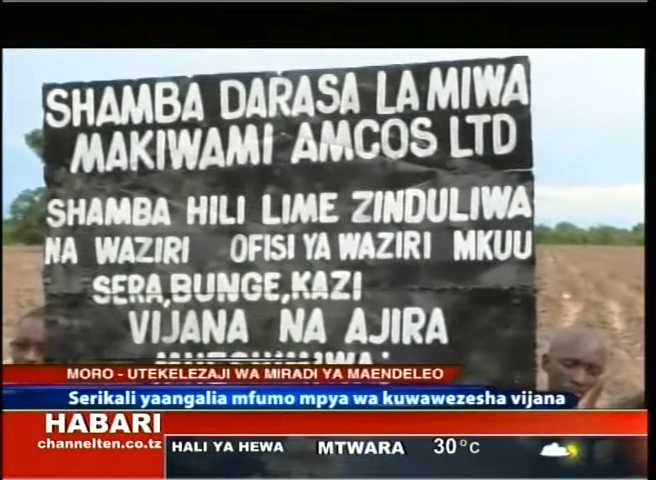 SHAMBA DARASA LA MIWA
MAKIWAMI AMCOS LTD
SHAMBA HILI LIME ZINDULIWA
NA WAZIRI OFISI YA WAZIRI MKUU
SERA,BUNGE,KAZI
VIJANA NA AJIRA
MORO - UTEKELEZAJI WA MIRADI YA MAENDELEO
Serikali yaangalia mfumo mpya wa kuwawezesha vijana
HABARI
channelten.co.tz
HALI YA HEWA MTWARA 30°C